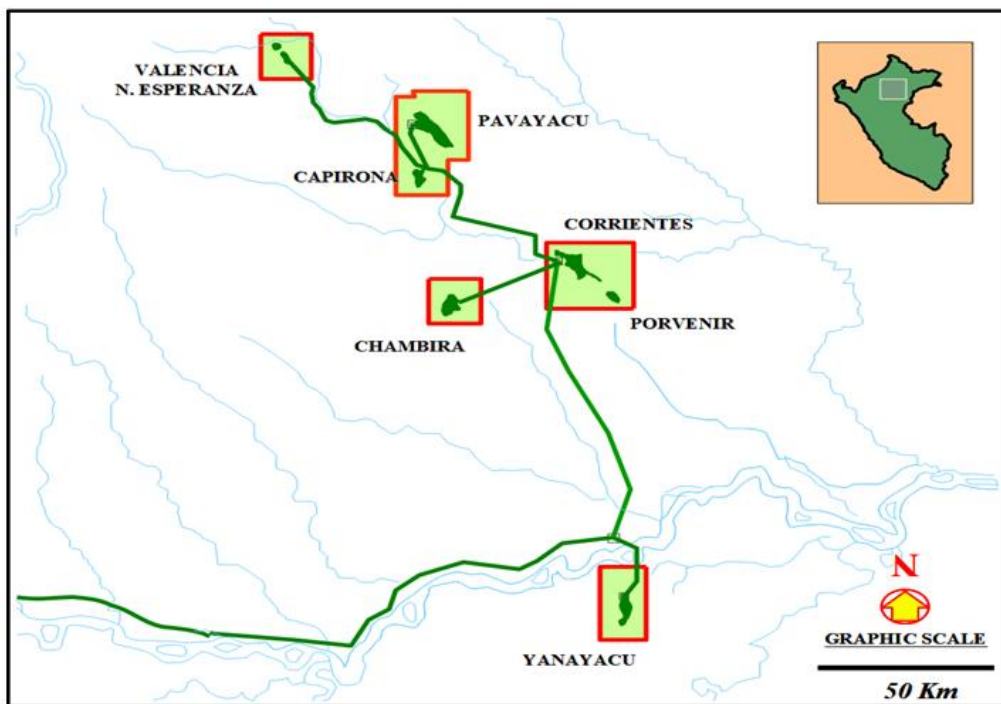 VALENCIA
N. ESPERANZA
PAVAYACU
CAPIRONA
CORRIENTES
PORVENIR
CHAMBIRA
YANAYACU
N
GRAPHIC SCALE
50 Km